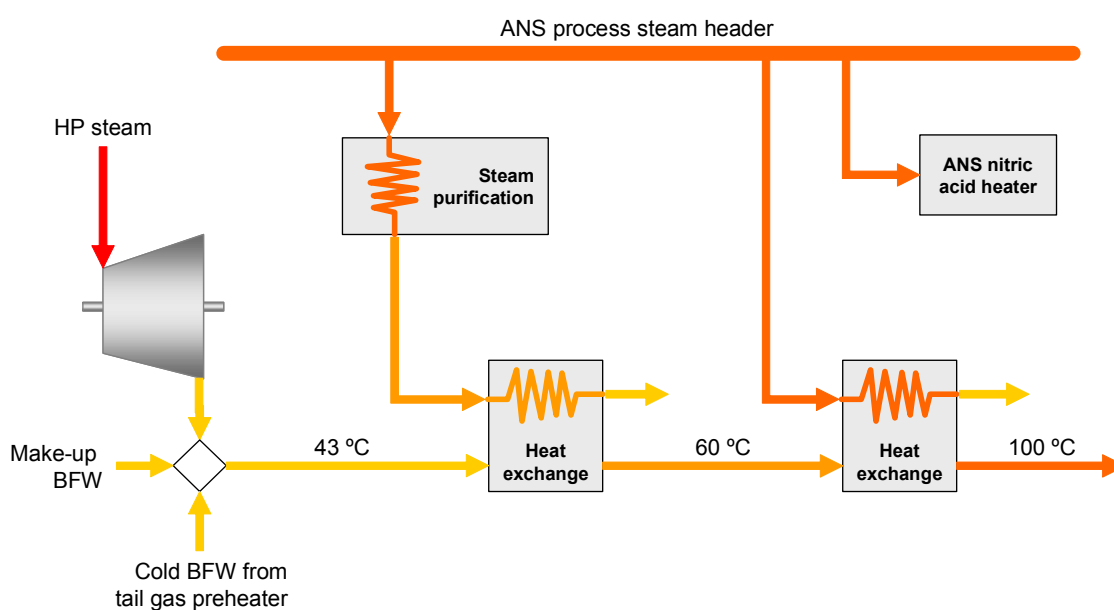 ANS process steam header
HP steam
Steam
purification
ANS nitric
acid heater
Make-up
BFW
43 ºC
Heat
exchange
60 ºC
Heat
exchange
100 ºC
Cold BFW from
tail gas preheater